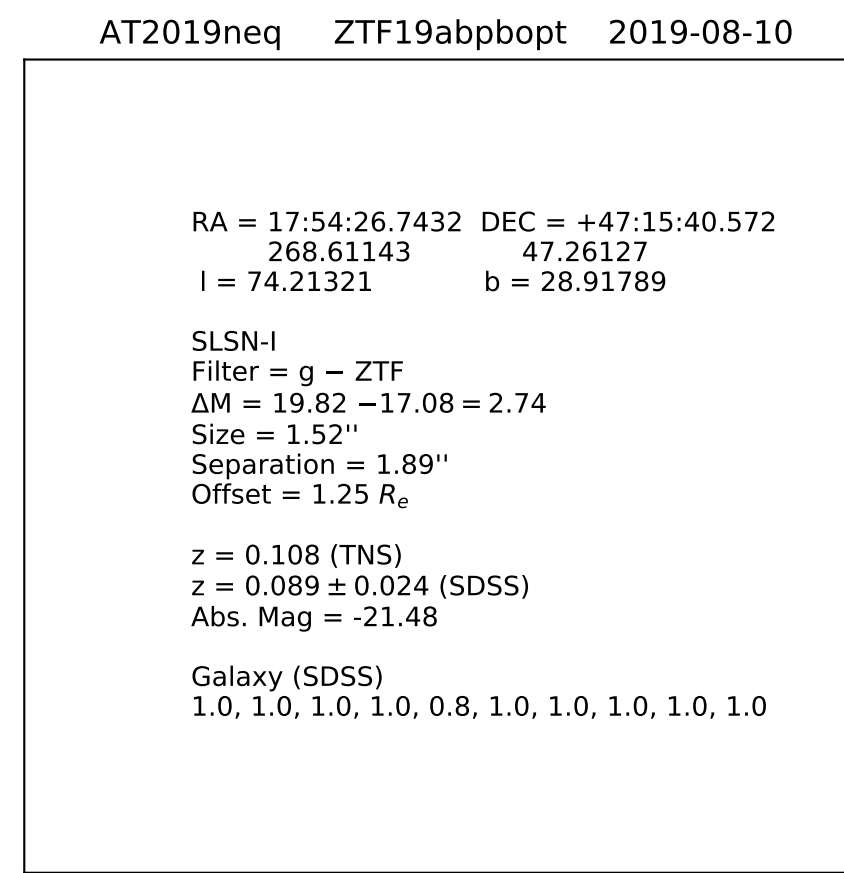 AT2019neq ZTF19abpbopt 2019-08-10
RA = 17:54:26.7432 DEC = +47:15:40.572
268.61143 47.26127
l = 74.21321 b = 28.91789
SLSN-I
Filter = g − ZTF
ΔM = 19.82 −17.08 = 2.74
Size = 1.52''
Separation = 1.89''
Offset = 1.25 Rₑ
z = 0.108 (TNS)
z = 0.089 ± 0.024 (SDSS)
Abs. Mag = -21.48
Galaxy (SDSS)
1.0, 1.0, 1.0, 1.0, 0.8, 1.0, 1.0, 1.0, 1.0, 1.0